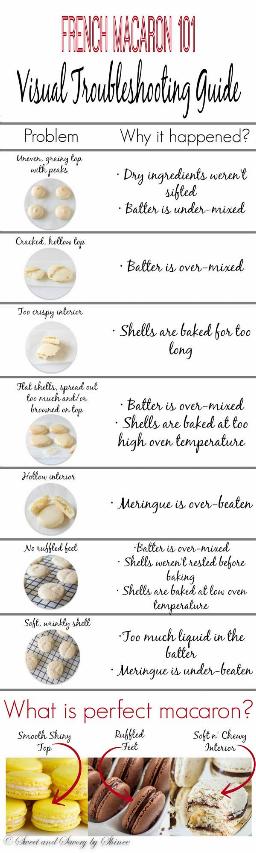 FRENCH MACARON 101
Visual Troubleshooting Guide
Problem
Why it happened?
Uneven, grainy top
with peaks
· Dry ingredients weren't
sifted
· Batter is under-mixed
Cracked, hollow top
· Batter is over-mixed
Too crispy interior
· Shells are baked for too
long
Flat shells, spread out
too much and/or
browned on top
· Batter is over-mixed
· Shells are baked at too
high oven temperature
Hollow interior
· Meringue is over-beaten
No ruffled feet
· Batter is over-mixed
· Shells weren't rested before
baking
· Shells are baked at low oven
temperature
Soft, wrinkly shell
· Too much liquid in the
batter
· Meringue is under-beaten
What is perfect macaron?
Smooth Shiny
Top
Ruffled
Feet
Soft n' Chewy
Interior
© Sweet and Savory by Shinee